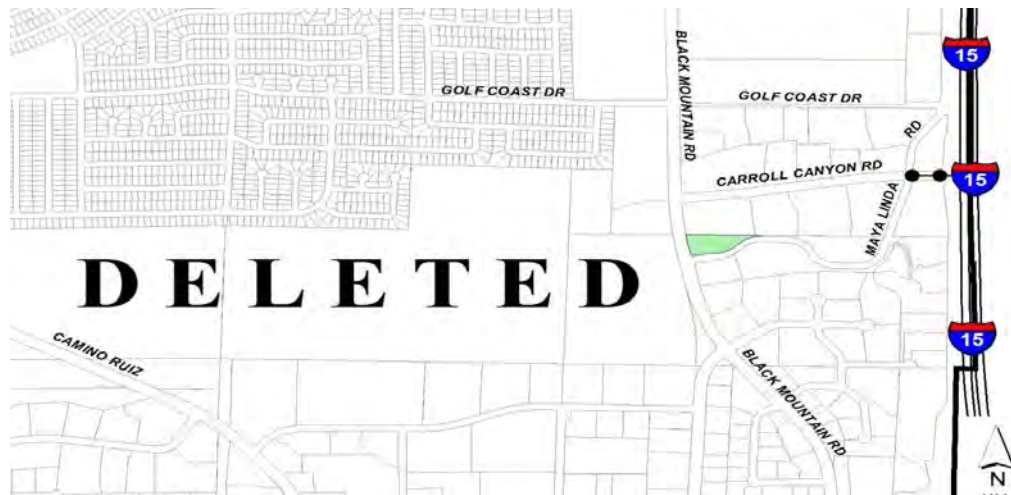 15
BLACK MOUNTAIN RD
GOLF COAST DR
GOLF COAST DR
RD
CARROLL CANYON RD
15
MAYA LINDA
DELETED
15
CAMINO RUIZ
BLACK MOUNTAIN RD
N